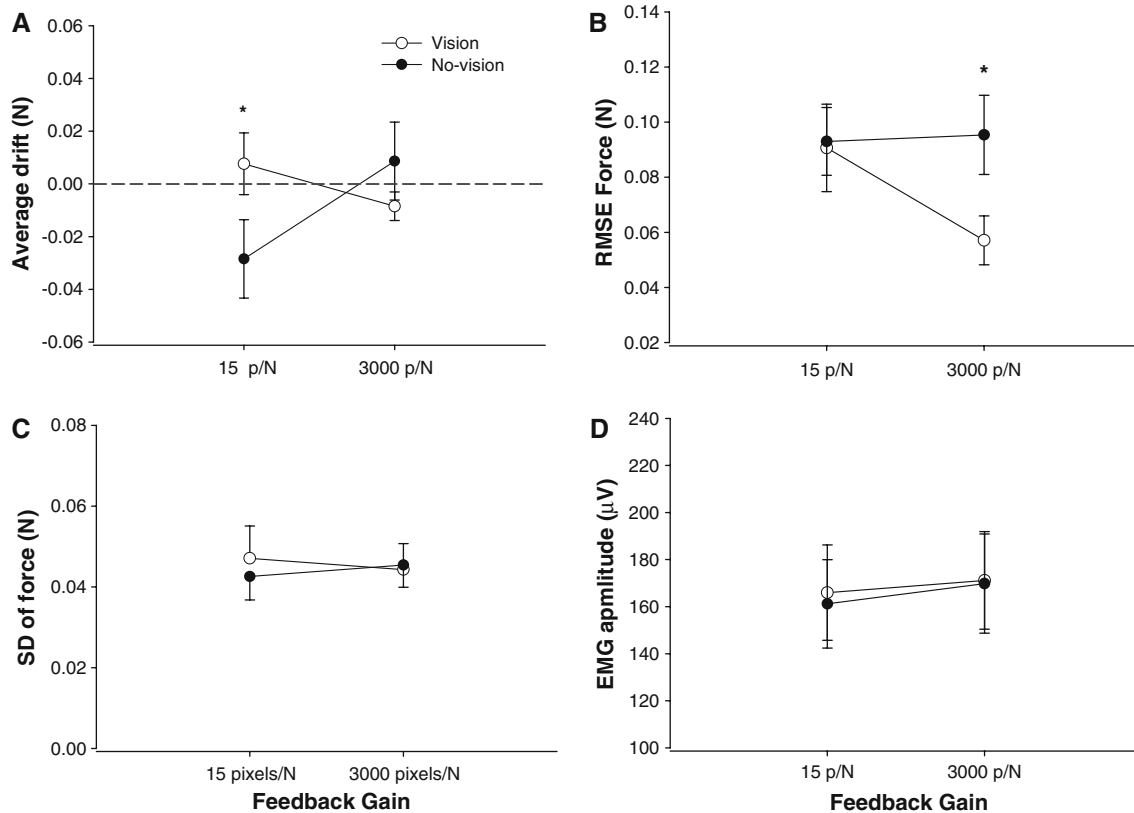 A
Average drift (N)
0.06
0.04
0.02
0.00
-0.02
-0.04
-0.06
*
Vision
No-vision
15 p/N
3000 p/N
B
RMSE Force (N)
0.14
0.12
0.10
0.08
0.06
0.04
0.02
*
15 p/N
3000 p/N
C
SD of force (N)
0.08
0.06
0.04
0.02
0.00
15 pixels/N
3000 pixels/N
Feedback Gain
D
EMG apmlitude (μV)
240
220
200
180
160
140
120
100
15 p/N
3000 p/N
Feedback Gain